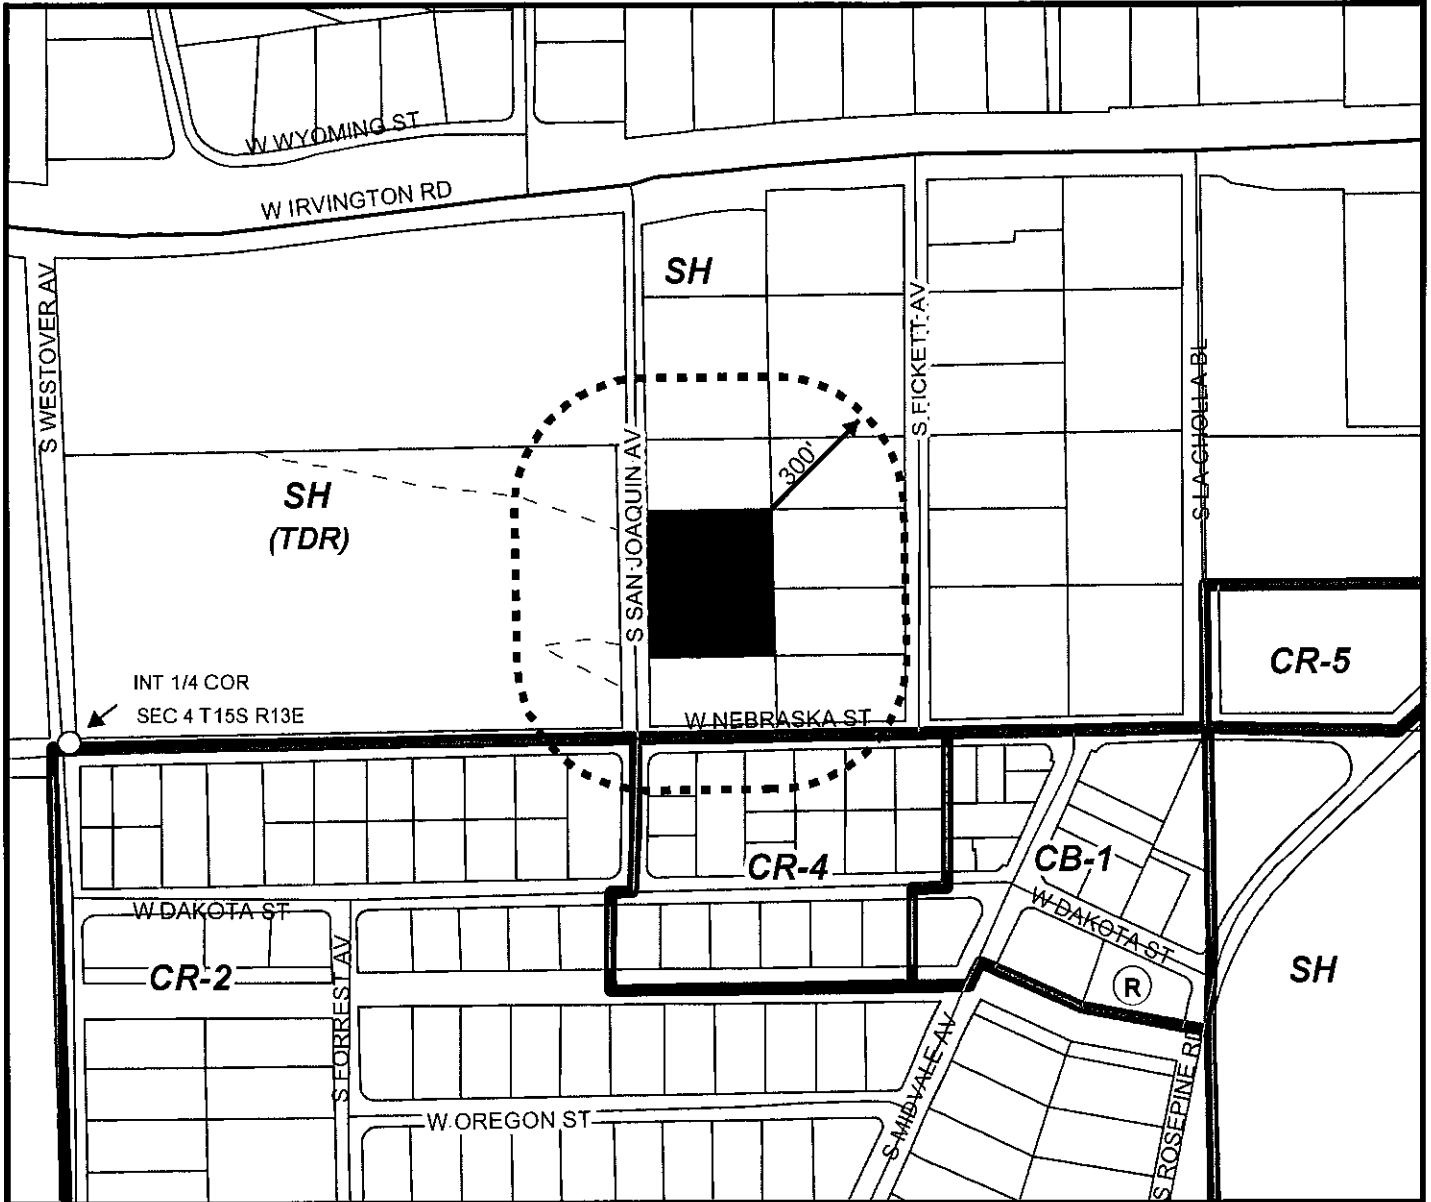 W WYOMING ST
W IRVINGTON RD
S WESTOVER AV
SH
S FICKETT AV
S LA CHOLLA BL
S SAN JOAQUIN AV
300'
SH
(TDR)
CR-5
INT 1/4 COR
SEC 4 T15S R13E
W NEBRASKA ST
CR-4
CB-1
W DAKOTA ST
W DAKOTA ST
CR-2
S FORREST AV
R
SH
S MIDVALE AV
S ROSEPINE RD
W OREGON ST